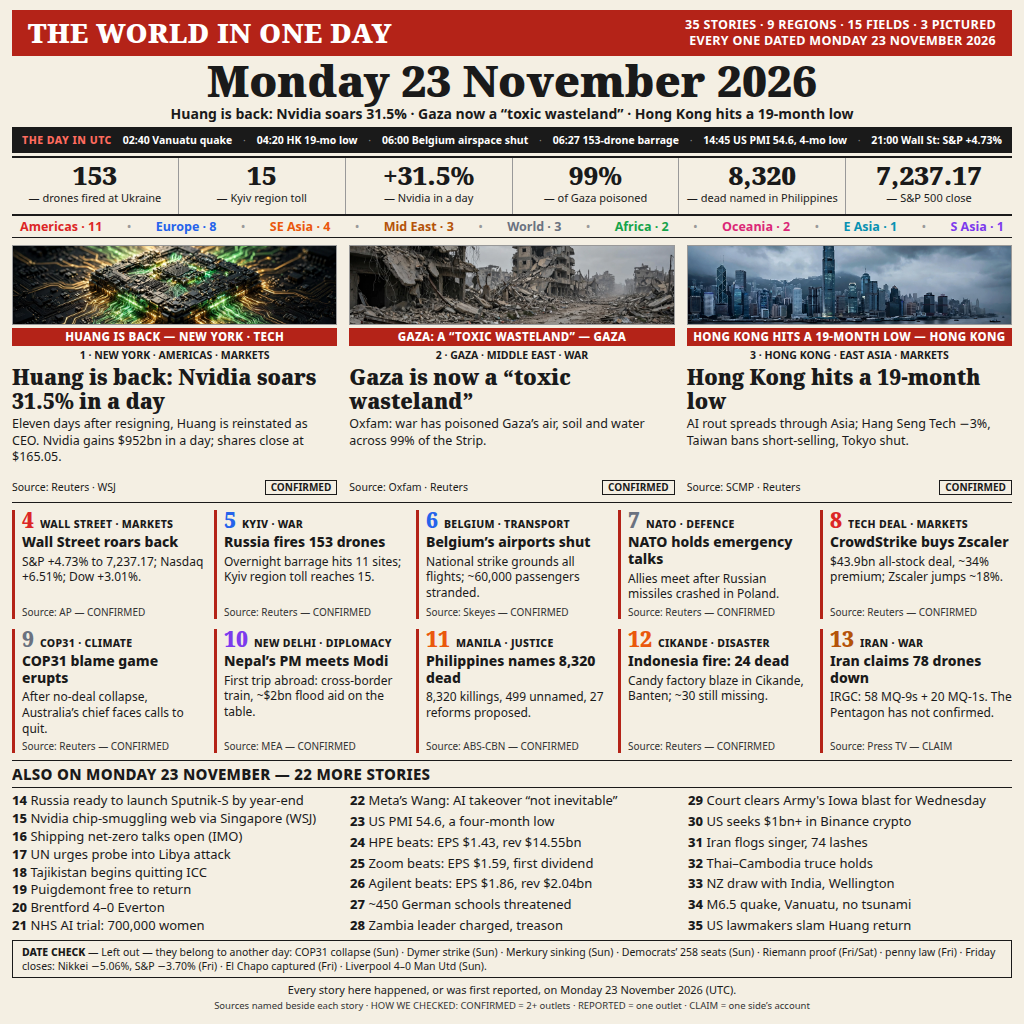 THE WORLD IN ONE DAY
35 STORIES · 9 REGIONS · 15 FIELDS · 3 PICTURED
EVERY ONE DATED MONDAY 23 NOVEMBER 2026
Monday 23 November 2026
Huang is back: Nvidia soars 31.5% · Gaza now a “toxic wasteland” · Hong Kong hits a 19-month low
THE DAY IN UTC 02:40 Vanuatu quake · 04:20 HK 19-mo low · 06:00 Belgium airspace shut · 06:27 153-drone barrage · 14:45 US PMI 54.6, 4-mo low · 21:00 Wall St: S&P +4.73%
153
— drones fired at Ukraine
15
— Kyiv region toll
+31.5%
— Nvidia in a day
99%
— of Gaza poisoned
8,320
— dead named in Philippines
7,237.17
— S&P 500 close
Americas · 11 • Europe · 8 • SE Asia · 4 • Mid East · 3 • World · 3 • Africa · 2 • Oceania · 2 • E Asia · 1 • S Asia · 1
HUANG IS BACK — NEW YORK · TECH
1 · NEW YORK · AMERICAS · MARKETS
Huang is back: Nvidia soars
31.5% in a day
Eleven days after resigning, Huang is reinstated as
CEO. Nvidia gains $952bn in a day; shares close at
$165.05.
Source: Reuters · WSJ
CONFIRMED
GAZA: A “TOXIC WASTELAND” — GAZA
2 · GAZA · MIDDLE EAST · WAR
Gaza is now a “toxic
wasteland”
Oxfam: war has poisoned Gaza’s air, soil and water
across 99% of the Strip.
Source: Oxfam · Reuters
CONFIRMED
HONG KONG HITS A 19-MONTH LOW — HONG KONG
3 · HONG KONG · EAST ASIA · MARKETS
Hong Kong hits a 19-month
low
AI rout spreads through Asia; Hang Seng Tech −3%,
Taiwan bans short-selling, Tokyo shut.
Source: SCMP · Reuters
CONFIRMED
4 WALL STREET · MARKETS
Wall Street roars back
S&P +4.73% to 7,237.17; Nasdaq
+6.51%; Dow +3.01%.
Source: AP — CONFIRMED
5 KYIV · WAR
Russia fires 153 drones
Overnight barrage hits 11 sites;
Kyiv region toll reaches 15.
Source: Reuters — CONFIRMED
6 BELGIUM · TRANSPORT
Belgium’s airports shut
National strike grounds all
flights; ~60,000 passengers
stranded.
Source: Skeyes — CONFIRMED
7 NATO · DEFENCE
NATO holds emergency
talks
Allies meet after Russian
missiles crashed in Poland.
Source: Reuters — CONFIRMED
8 TECH DEAL · MARKETS
CrowdStrike buys Zscaler
$43.9bn all-stock deal, ~34%
premium; Zscaler jumps ~18%.
Source: Reuters — CONFIRMED
9 COP31 · CLIMATE
COP31 blame game
erupts
After no-deal collapse,
Australia’s chief faces calls to
quit.
Source: Reuters — CONFIRMED
10 NEW DELHI · DIPLOMACY
Nepal’s PM meets Modi
First trip abroad: cross-border
train, ~$2bn flood aid on the
table.
Source: MEA — CONFIRMED
11 MANILA · JUSTICE
Philippines names 8,320
dead
8,320 killings, 499 unnamed, 27
reforms proposed.
Source: ABS-CBN — CONFIRMED
12 CIKANDE · DISASTER
Indonesia fire: 24 dead
Candy factory blaze in Cikande,
Banten; ~30 still missing.
Source: Reuters — CONFIRMED
13 IRAN · WAR
Iran claims 78 drones
down
IRGC: 58 MQ-9s + 20 MQ-1s. The
Pentagon has not confirmed.
Source: Press TV — CLAIM
ALSO ON MONDAY 23 NOVEMBER — 22 MORE STORIES
14 Russia ready to launch Sputnik-S by year-end
15 Nvidia chip-smuggling web via Singapore (WSJ)
16 Shipping net-zero talks open (IMO)
17 UN urges probe into Libya attack
18 Tajikistan begins quitting ICC
19 Puigdemont free to return
20 Brentford 4–0 Everton
21 NHS AI trial: 700,000 women
22 Meta’s Wang: AI takeover “not inevitable”
23 US PMI 54.6, a four-month low
24 HPE beats: EPS $1.43, rev $14.55bn
25 Zoom beats: EPS $1.59, first dividend
26 Agilent beats: EPS $1.86, rev $2.04bn
27 ~450 German schools threatened
28 Zambia leader charged, treason
29 Court clears Army's Iowa blast for Wednesday
30 US seeks $1bn+ in Binance crypto
31 Iran flogs singer, 74 lashes
32 Thai–Cambodia truce holds
33 NZ draw with India, Wellington
34 M6.5 quake, Vanuatu, no tsunami
35 US lawmakers slam Huang return
DATE CHECK — Left out — they belong to another day: COP31 collapse (Sun) · Dymer strike (Sun) · Merkury sinking (Sun) · Democrats’ 258 seats (Sun) · Riemann proof (Fri/Sat) · penny law (Fri) · Friday
closes: Nikkei −5.06%, S&P −3.70% (Fri) · El Chapo captured (Fri) · Liverpool 4–0 Man Utd (Sun).
Every story here happened, or was first reported, on Monday 23 November 2026 (UTC).
Sources named beside each story · HOW WE CHECKED: CONFIRMED = 2+ outlets · REPORTED = one outlet · CLAIM = one side’s account